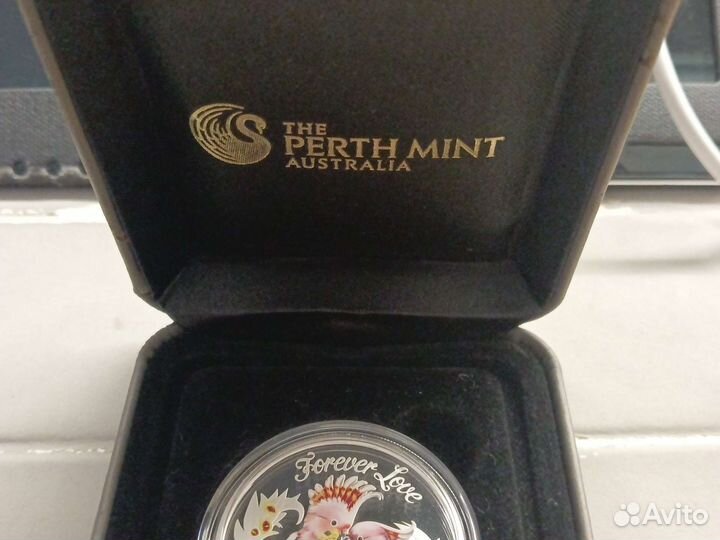 THE
PERTH MINT
AUSTRALIA
Forever Love
Avito